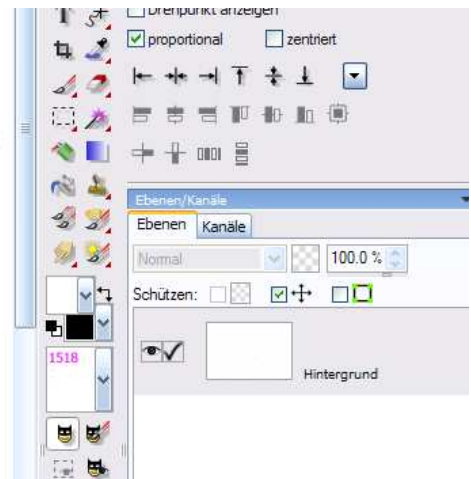 Drehpunkt anzeigen
proportional zentriert
Ebenen/Kanäle
Ebenen Kanäle
Normal 100.0 %
Schützen:
1518
Hintergrund